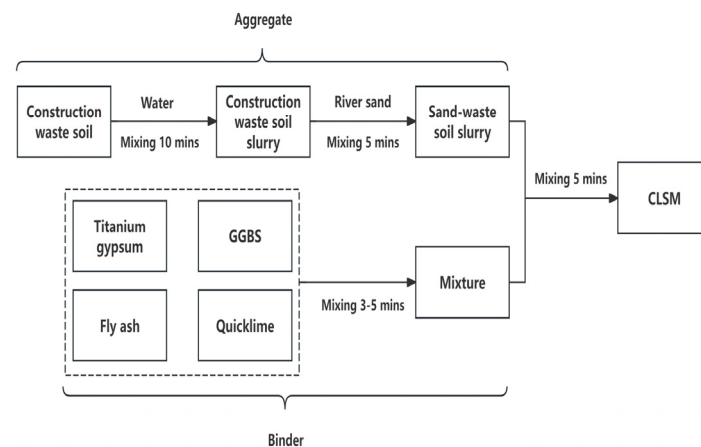 Aggregate
Construction
waste soil
Water
Mixing 10 mins
Construction
waste soil
slurry
River sand
Mixing 5 mins
Sand-waste
soil slurry
Mixing 5 mins
CLSM
Titanium
gypsum
GGBS
Fly ash
Quicklime
Mixing 3-5 mins
Mixture
Binder